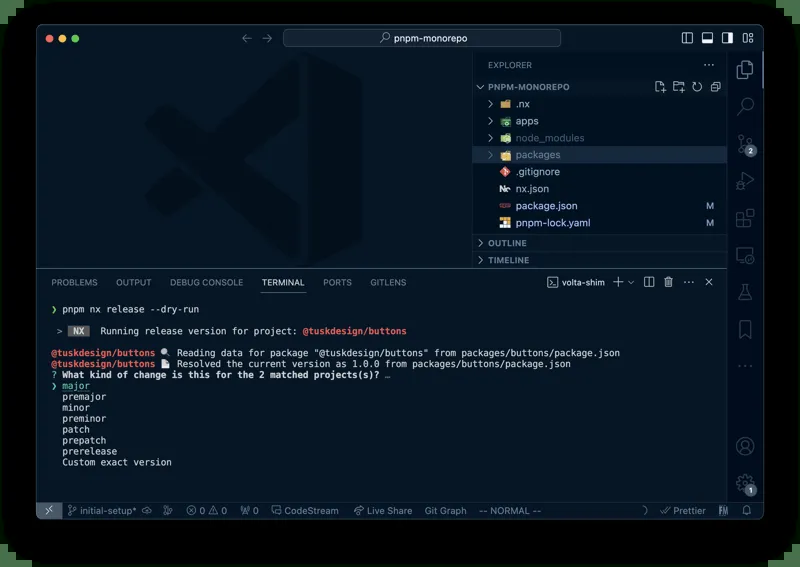 pnpm-monorepo
EXPLORER
PNPM-MONOREPO
.nx
apps
node_modules
packages
.gitignore
nx.json
package.json M
pnpm-lock.yaml M
OUTLINE
TIMELINE
2
PROBLEMS OUTPUT DEBUG CONSOLE TERMINAL PORTS GITLENS
volta-shim
❯ pnpm nx release --dry-run
> NX Running release version for project: @tuskdesign/buttons
@tuskdesign/buttons 🔍 Reading data for package "@tuskdesign/buttons" from packages/buttons/package.json
@tuskdesign/buttons 📄 Resolved the current version as 1.0.0 from packages/buttons/package.json
? What kind of change is this for the 2 matched projects(s)? …
❯ major
premajor
minor
preminor
patch
prepatch
prerelease
Custom exact version
1
initial-setup* 0 0 0 CodeStream Live Share Git Graph -- NORMAL -- Prettier